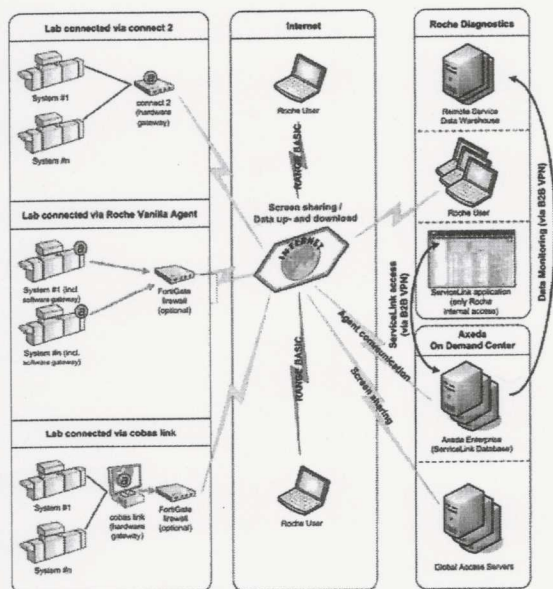 Lab connected via connect 2
System #1
System #n
@
connect 2
(hardware
gateway)
Lab connected via Roche Vanilla Agent
@
System #1 (incl.
software gateway)
@
System #n (incl.
software gateway)
FortiGate
firewall
(optional)
Lab connected via cobas link
System #1
System #n
@
cobas link
(hardware
gateway)
FortiGate
firewall
(optional)
Internet
Roche User
RANGE BASIC
Screen sharing /
Data up- and download
INTERNET
RANGE BASIC
Roche User
Agent communication
Screen sharing
Roche Diagnostics
Remote Service
Data Warehouse
Roche User
ServiceLink application
(only Roche
internal access)
ServiceLink access
(via B2B VPN)
Data Monitoring (via B2B VPN)
Axeda
On Demand Center
Axeda Enterprise
(ServiceLink Database)
Global Access Servers